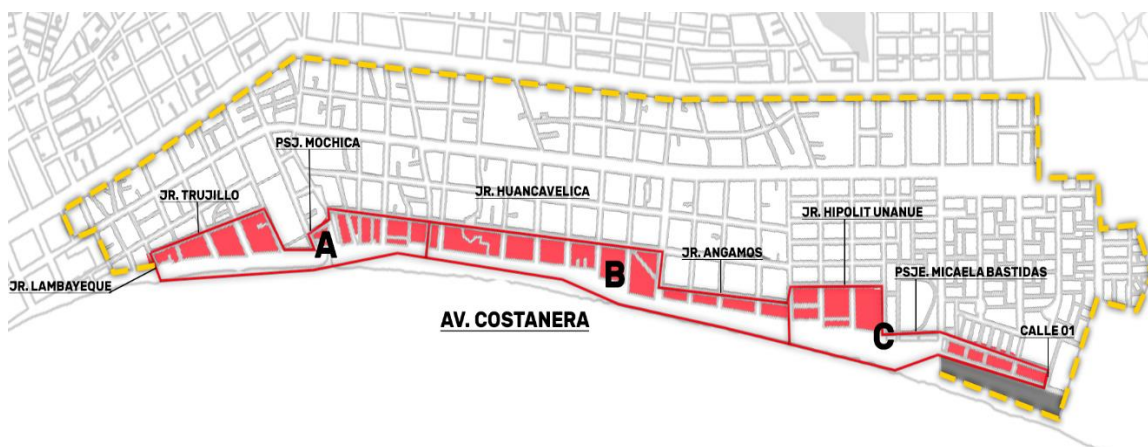 PSJ. MOCHICA
JR. TRUJILLO
JR. HUANCAVELICA
JR. HIPOLIT UNANUE
A
B
JR. ANGAMOS
PSJE. MICAELA BASTIDAS
JR. LAMBAYEQUE
AV. COSTANERA
C
CALLE 01